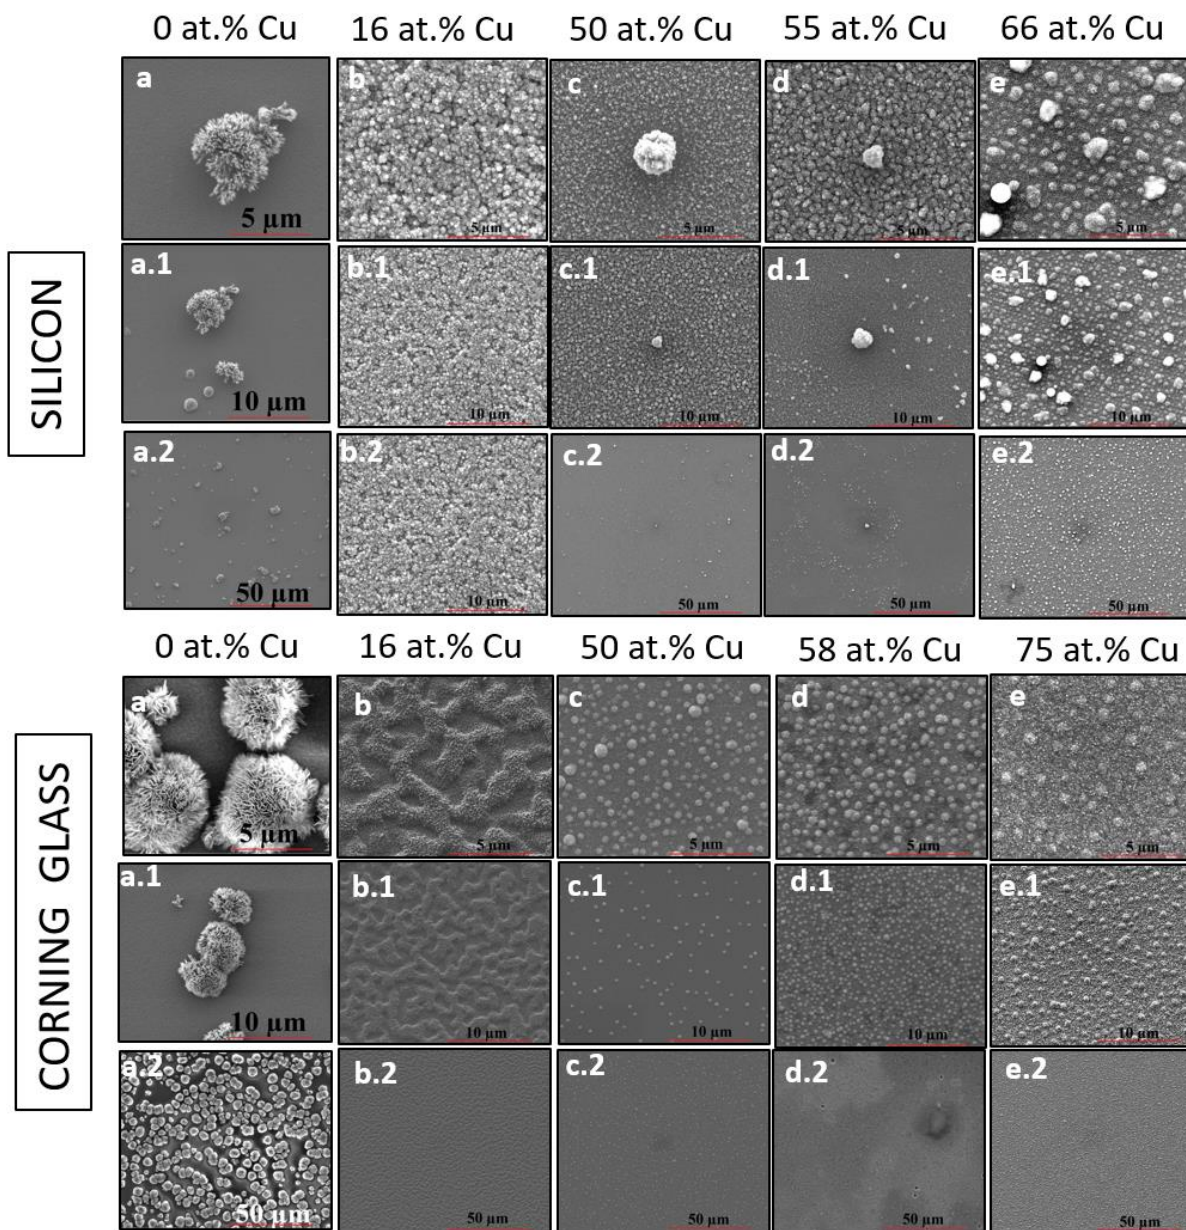 0 at.% Cu 16 at.% Cu 50 at.% Cu 55 at.% Cu 66 at.% Cu
SILICON
a b c d e
5 µm 5 µm 5 µm 5 µm 5 µm
a.1 b.1 c.1 d.1 e.1
10 µm 10 µm 10 µm 10 µm 10 µm
a.2 b.2 c.2 d.2 e.2
50 µm 10 µm 50 µm 50 µm 50 µm
0 at.% Cu 16 at.% Cu 50 at.% Cu 58 at.% Cu 75 at.% Cu
CORNING GLASS
a b c d e
5 µm 5 µm 5 µm 5 µm 5 µm
a.1 b.1 c.1 d.1 e.1
10 µm 10 µm 10 µm 10 µm 10 µm
a.2 b.2 c.2 d.2 e.2
50 µm 50 µm 50 µm 50 µm 50 µm